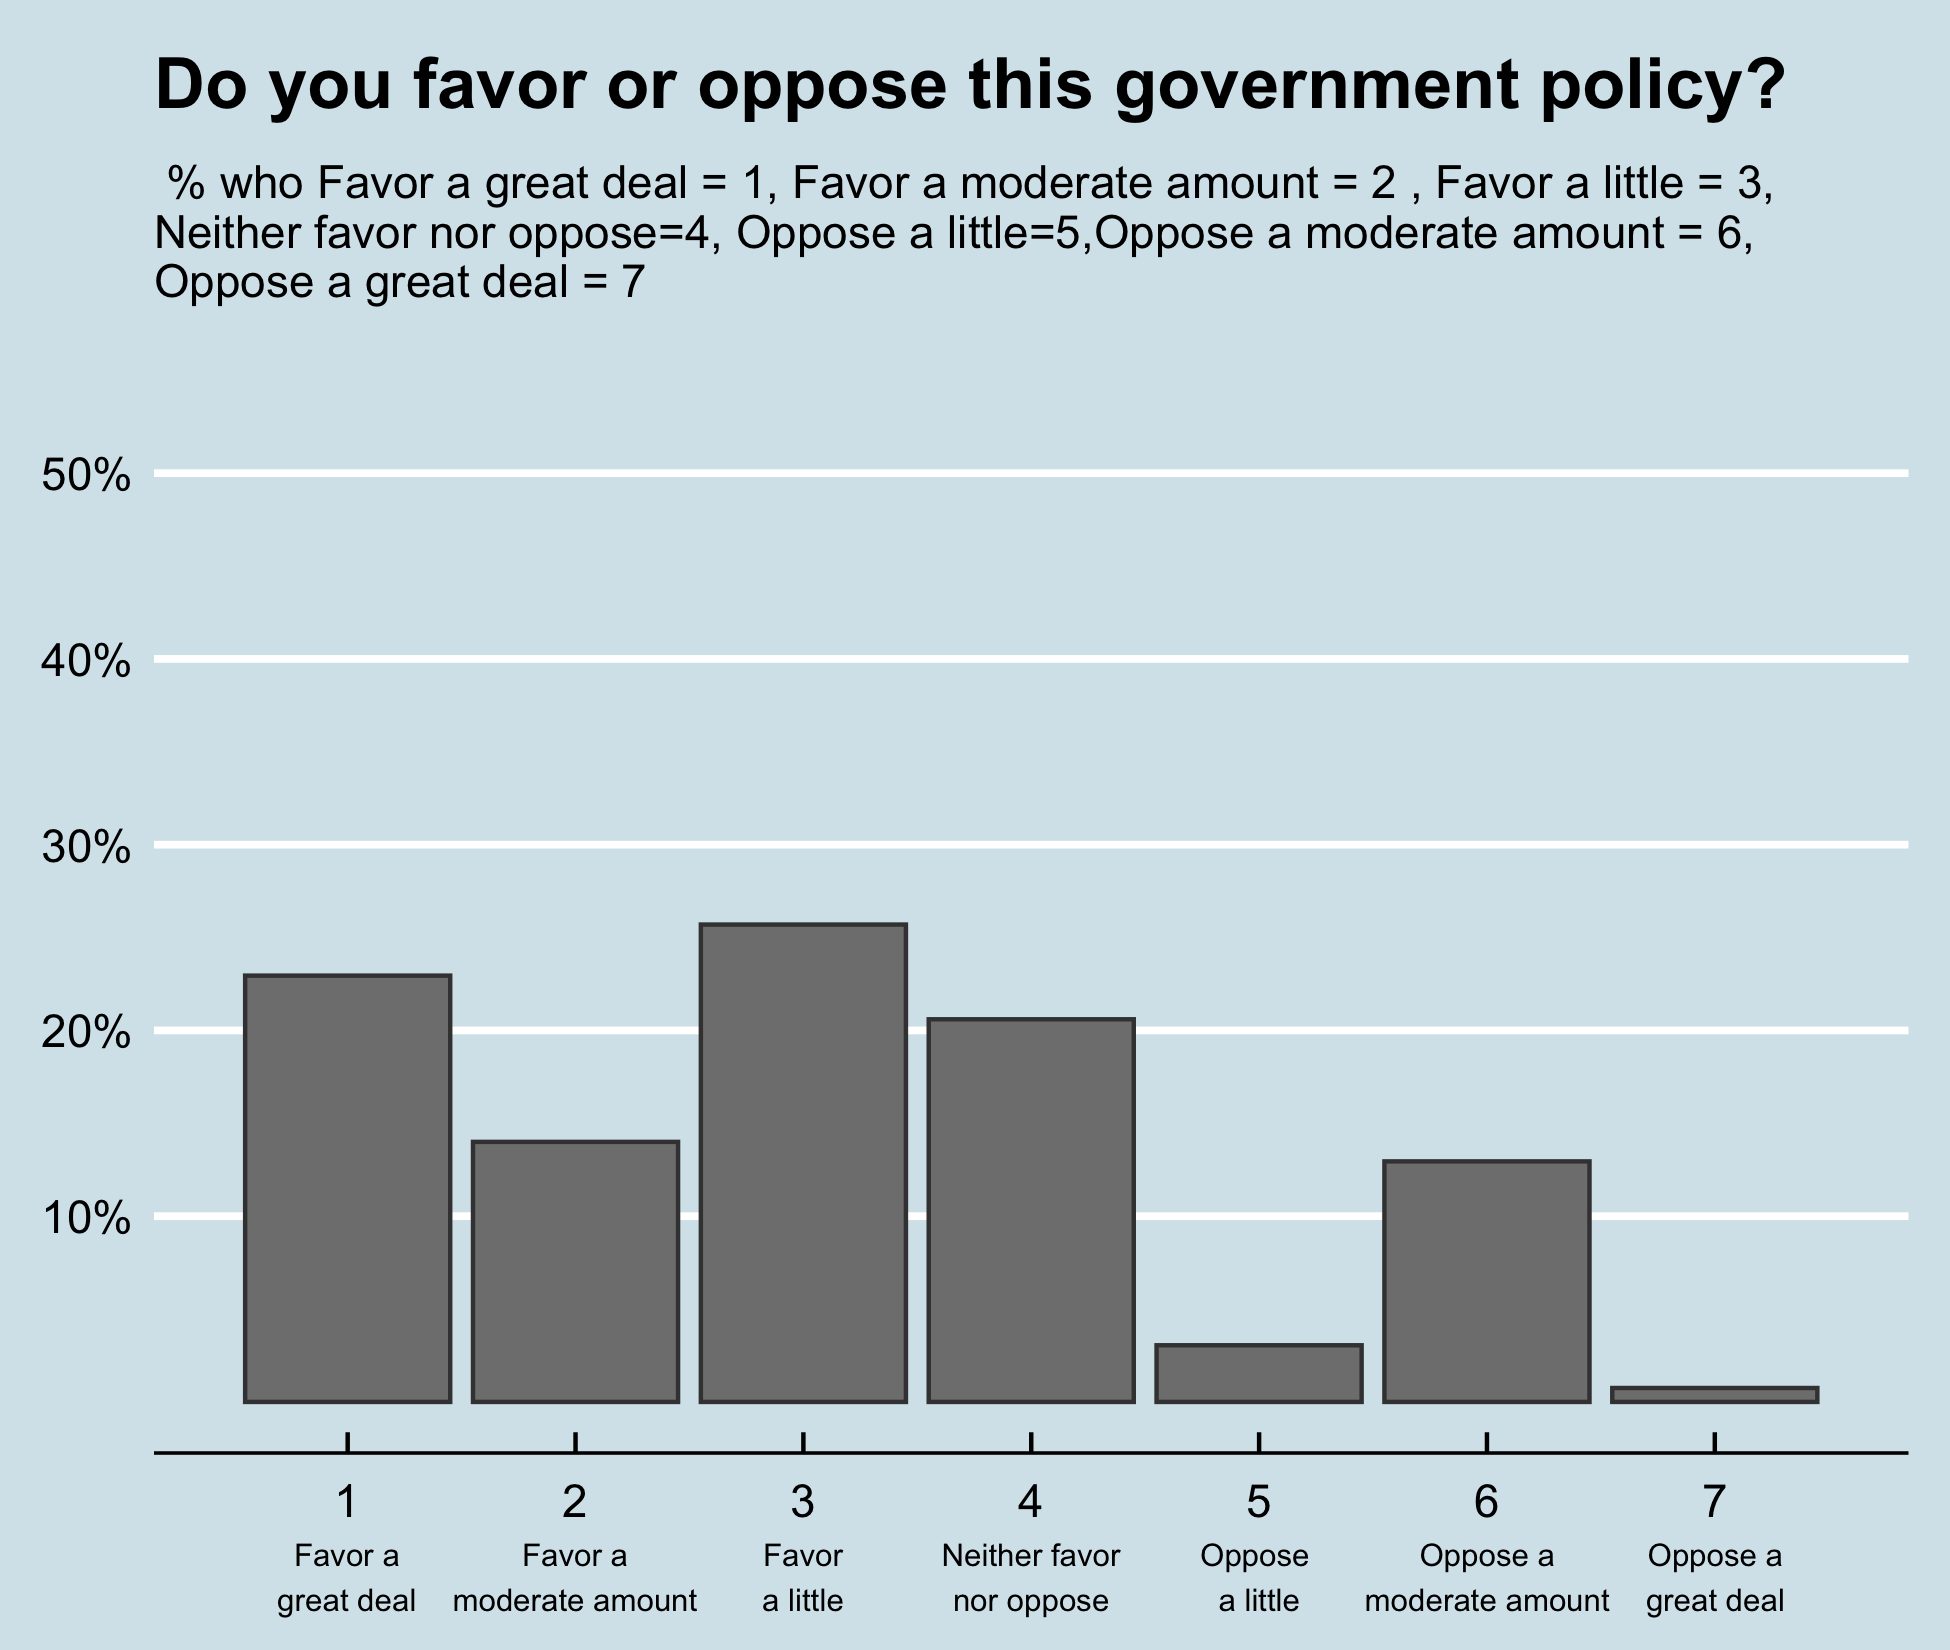 Do you favor or oppose this government policy?
% who Favor a great deal = 1, Favor a moderate amount = 2 , Favor a little = 3,
Neither favor nor oppose=4, Oppose a little=5,Oppose a moderate amount = 6,
Oppose a great deal = 7
50%
40%
30%
20%
10%
1 2 3 4 5 6 7
Favor a Favor a Favor Neither favor Oppose Oppose a Oppose a
great deal moderate amount a little nor oppose a little moderate amount great deal